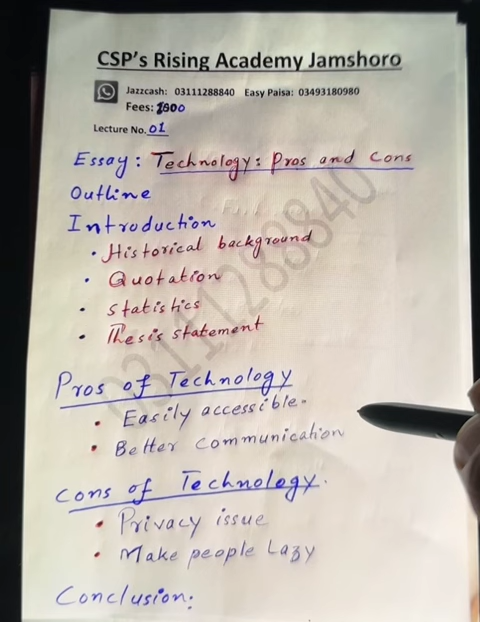 CSP's Rising Academy Jamshoro
Jazzcash: 03111288840 Easy Paisa: 03493180980
Fees: 1800
Lecture No. 01
Essay: Technology: Pros and Cons
Outline
Introduction
• Historical background
• Quotation
• Statistics
• Thesis statement
Pros of Technology
• Easily accessible.
• Better communication
Cons of Technology.
• Privacy issue
• Make people Lazy
Conclusion:
03111288840